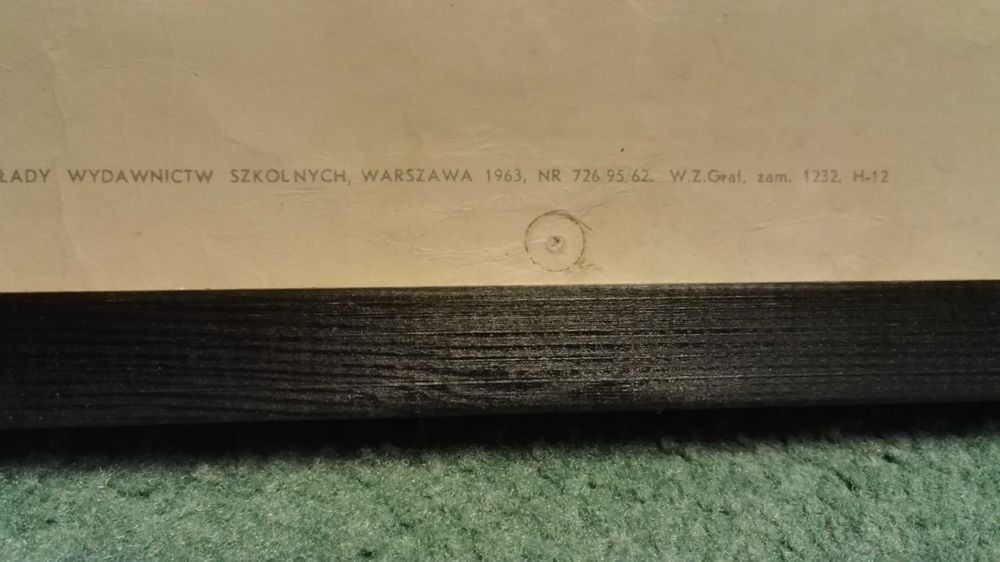 ŁADY WYDAWNICTW SZKOLNYCH, WARSZAWA 1963, NR 726 95 62. W.Z.Graf. zam. 1232. H-12